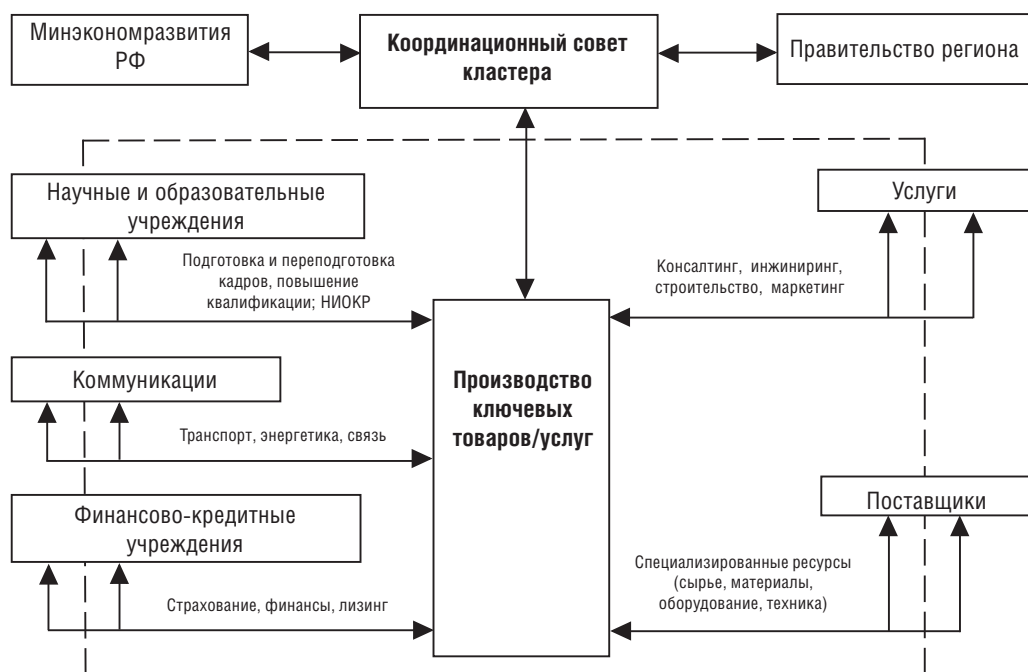 Минэкономразвития
РФ
Координационный совет
кластера
Правительство региона
Научные и образовательные
учреждения
Услуги
Подготовка и переподготовка
кадров, повышение
квалификации; НИОКР
Консалтинг, инжиниринг,
строительство, маркетинг
Коммуникации
Производство
ключевых
товаров/услуг
Транспорт, энергетика, связь
Финансово-кредитные
учреждения
Поставщики
Страхование, финансы, лизинг
Специализированные ресурсы
(сырье, материалы,
оборудование, техника)